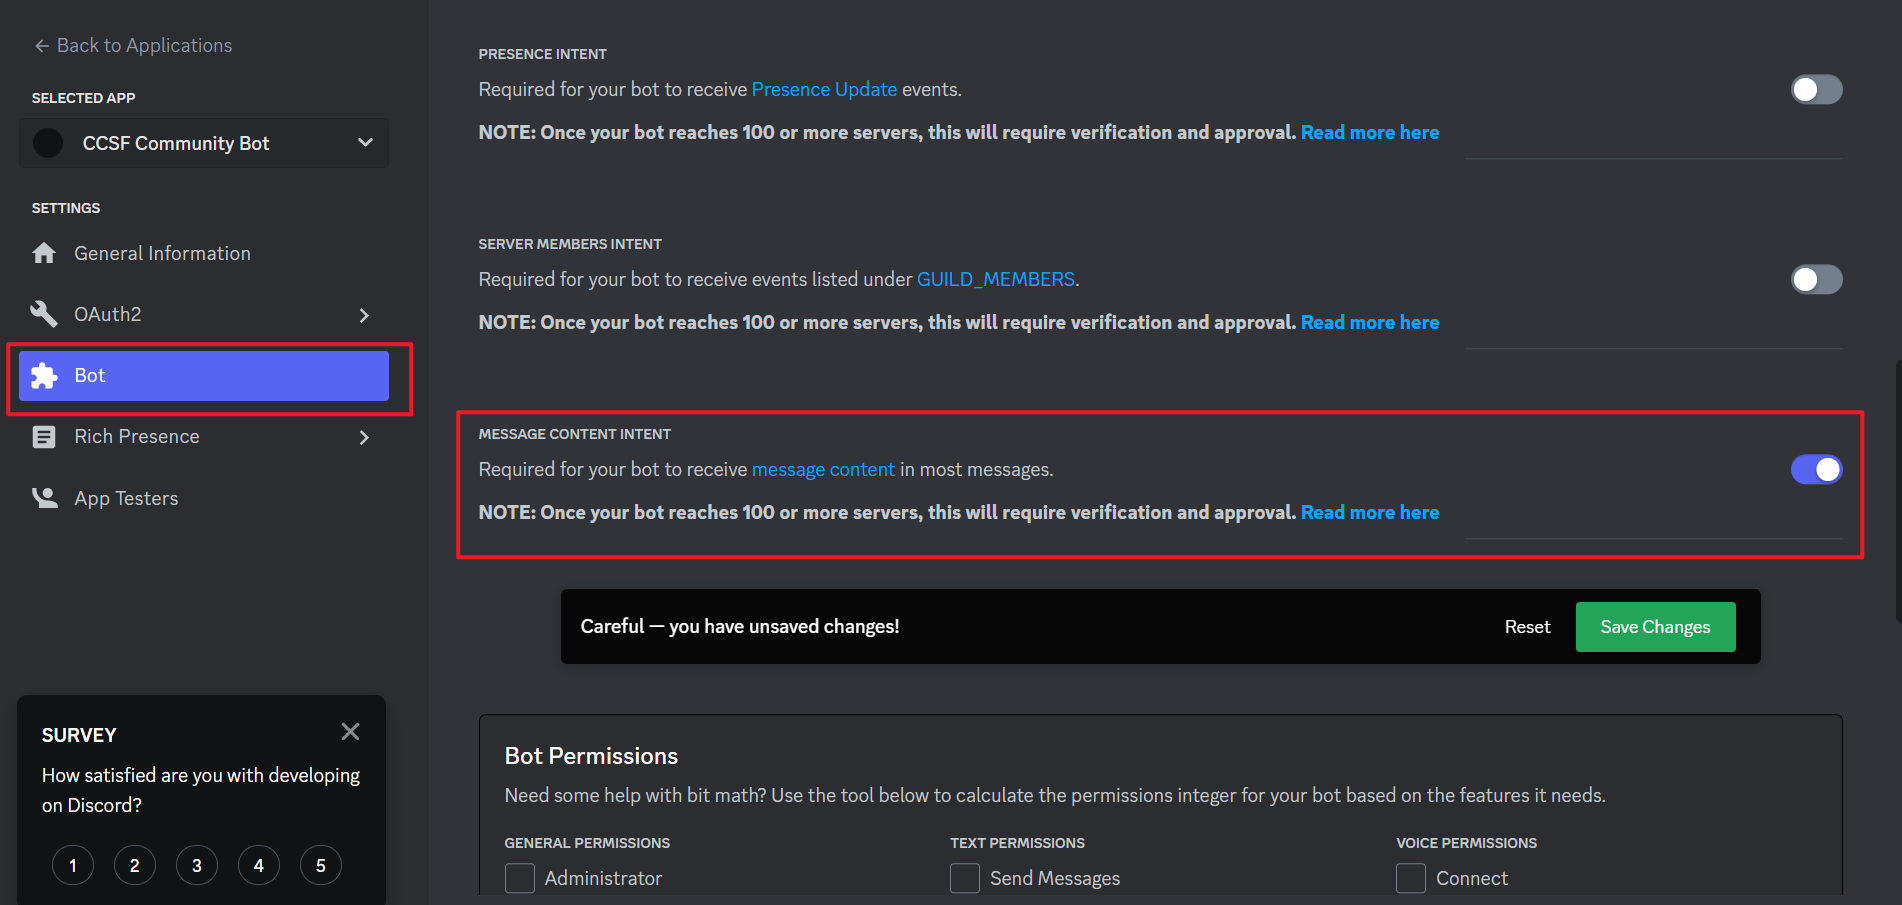 Back to Applications
SELECTED APP
CCSF Community Bot
SETTINGS
General Information
OAuth2
Bot
Rich Presence
App Testers
SURVEY
How satisfied are you with developing
on Discord?
1 2 3 4 5
PRESENCE INTENT
Required for your bot to receive Presence Update events.
NOTE: Once your bot reaches 100 or more servers, this will require verification and approval. Read more here
SERVER MEMBERS INTENT
Required for your bot to receive events listed under GUILD_MEMBERS.
NOTE: Once your bot reaches 100 or more servers, this will require verification and approval. Read more here
MESSAGE CONTENT INTENT
Required for your bot to receive message content in most messages.
NOTE: Once your bot reaches 100 or more servers, this will require verification and approval. Read more here
Careful — you have unsaved changes! Reset Save Changes
Bot Permissions
Need some help with bit math? Use the tool below to calculate the permissions integer for your bot based on the features it needs.
GENERAL PERMISSIONS TEXT PERMISSIONS VOICE PERMISSIONS
Administrator Send Messages Connect